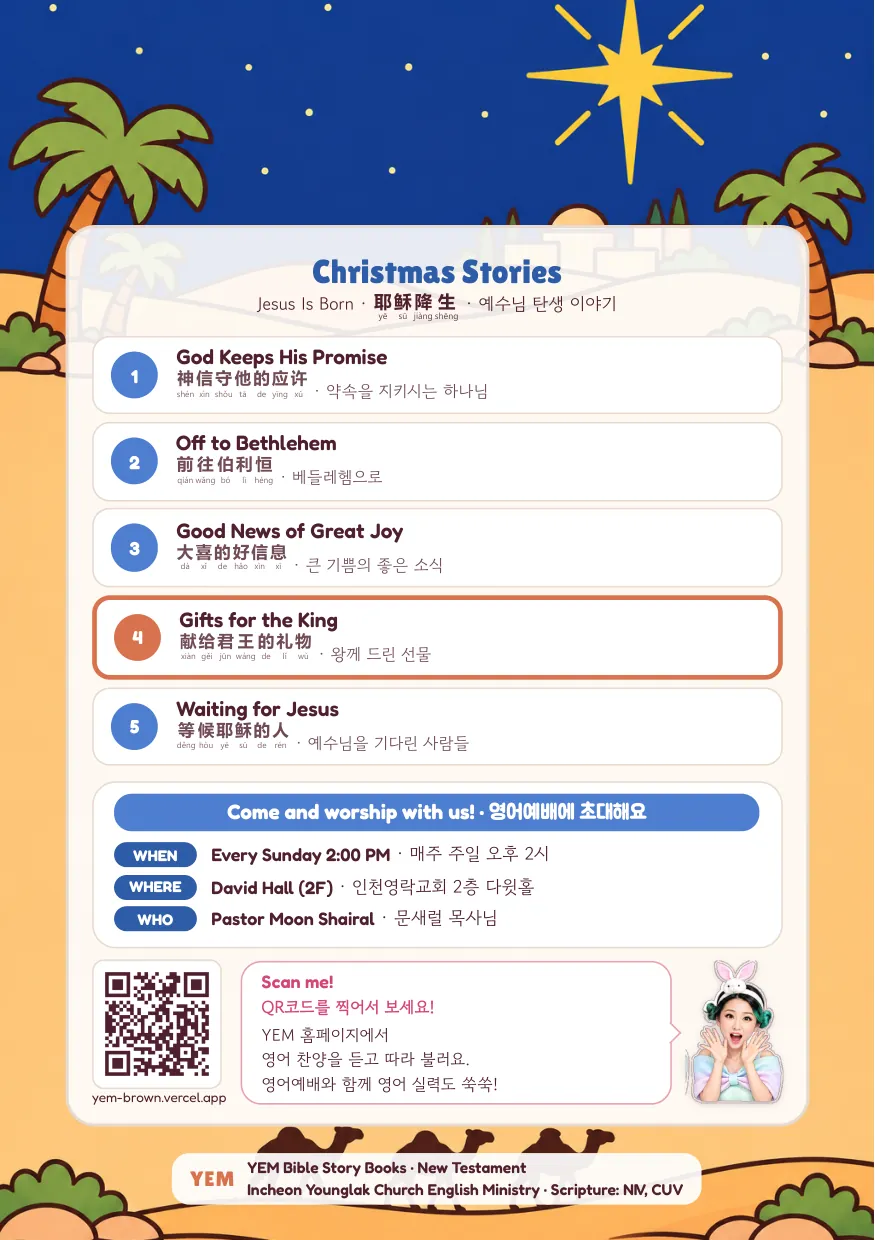 Christmas Stories
Jesus Is Born · 耶稣降生 · 예수님 탄생 이야기
yē sū jiàng shēng
1
God Keeps His Promise
神信守他的应许 · 약속을 지키시는 하나님
shén xìn shǒu tā de yīng xǔ
2
Off to Bethlehem
前往伯利恒 · 베들레헴으로
qián wǎng bó lì héng
3
Good News of Great Joy
大喜的好信息 · 큰 기쁨의 좋은 소식
dà xǐ de hǎo xìn xī
4
Gifts for the King
献给君王的礼物 · 왕께 드린 선물
xiàn gěi jūn wáng de lǐ wù
5
Waiting for Jesus
等候耶稣的人 · 예수님을 기다린 사람들
děng hòu yē sū de rén
Come and worship with us! · 영어예배에 초대해요
WHEN Every Sunday 2:00 PM · 매주 주일 오후 2시
WHERE David Hall (2F) · 인천영락교회 2층 다윗홀
WHO Pastor Moon Shairal · 문새럴 목사님
Scan me!
QR코드를 찍어서 보세요!
YEM 홈페이지에서
영어 찬양을 듣고 따라 불러요.
영어예배와 함께 영어 실력도 쑥쑥!
yem-brown.vercel.app
YEM
YEM Bible Story Books · New Testament
Incheon Younglak Church English Ministry · Scripture: NIV, CUV